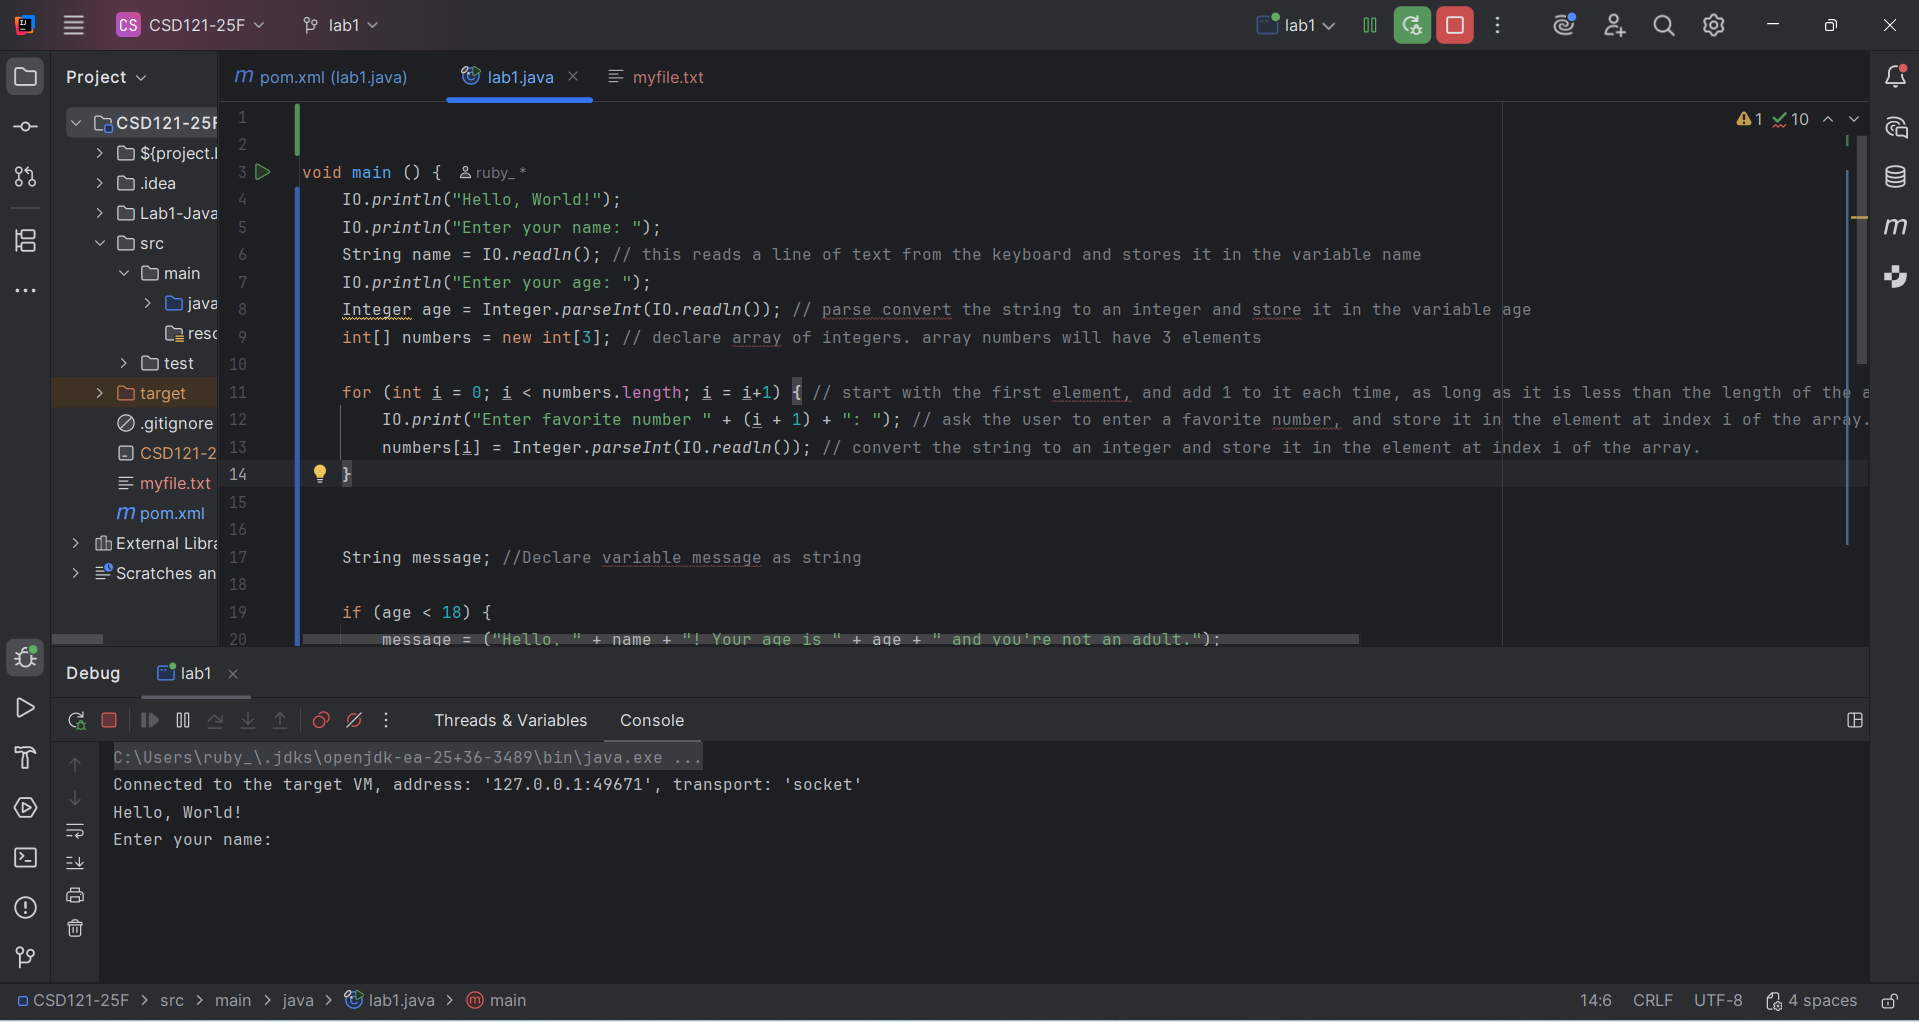 CS CSD121-25F lab1 lab1
Project
pom.xml (lab1.java) lab1.java myfile.txt
CSD121-25F
${project.
.idea
Lab1-Java
src
main
java
reso
test
target
.gitignore
CSD121-2
myfile.txt
pom.xml
External Libra
Scratches an
1 10
1
2
3 void main () { ruby_ *
4 IO.println("Hello, World!");
5 IO.println("Enter your name: ");
6 String name = IO.readln(); // this reads a line of text from the keyboard and stores it in the variable name
7 IO.println("Enter your age: ");
8 Integer age = Integer.parseInt(IO.readln()); // parse convert the string to an integer and store it in the variable age
9 int[] numbers = new int[3]; // declare array of integers. array numbers will have 3 elements
10
11 for (int i = 0; i < numbers.length; i = i+1) { // start with the first element, and add 1 to it each time, as long as it is less than the length of the a
12 IO.print("Enter favorite number " + (i + 1) + ": "); // ask the user to enter a favorite number, and store it in the element at index i of the array.
13 numbers[i] = Integer.parseInt(IO.readln()); // convert the string to an integer and store it in the element at index i of the array.
14 }
15
16
17 String message; //Declare variable message as string
18
19 if (age < 18) {
20 message = ("Hello, " + name + "! Your age is " + age + " and you're not an adult.");
Debug lab1
Threads & Variables Console
C:\Users\ruby_\.jdks\openjdk-ea-25+36-3489\bin\java.exe ...
Connected to the target VM, address: '127.0.0.1:49671', transport: 'socket'
Hello, World!
Enter your name:
CSD121-25F > src > main > java > lab1.java > main 14:6 CRLF UTF-8 4 spaces